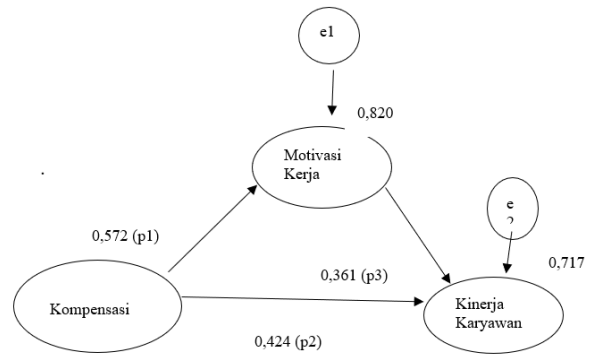 e1
0,820
Motivasi
Kerja
e
2
0,572 (p1)
0,717
0,361 (p3)
Kompensasi
Kinerja
Karyawan
0,424 (p2)